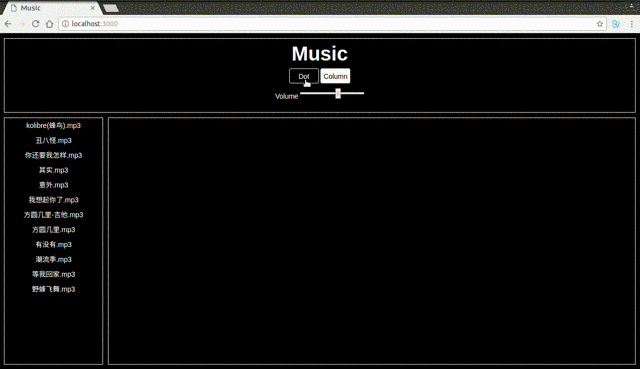 Music
localhost:3000
Music
Dot
Column
Volume
kolibre(蜂鸟).mp3
丑八怪.mp3
你还要我怎样.mp3
其实.mp3
意外.mp3
我想起你了.mp3
方圆几里-吉他.mp3
方圆几里.mp3
有没有.mp3
潮流季.mp3
等我回家.mp3
野蜂飞舞.mp3